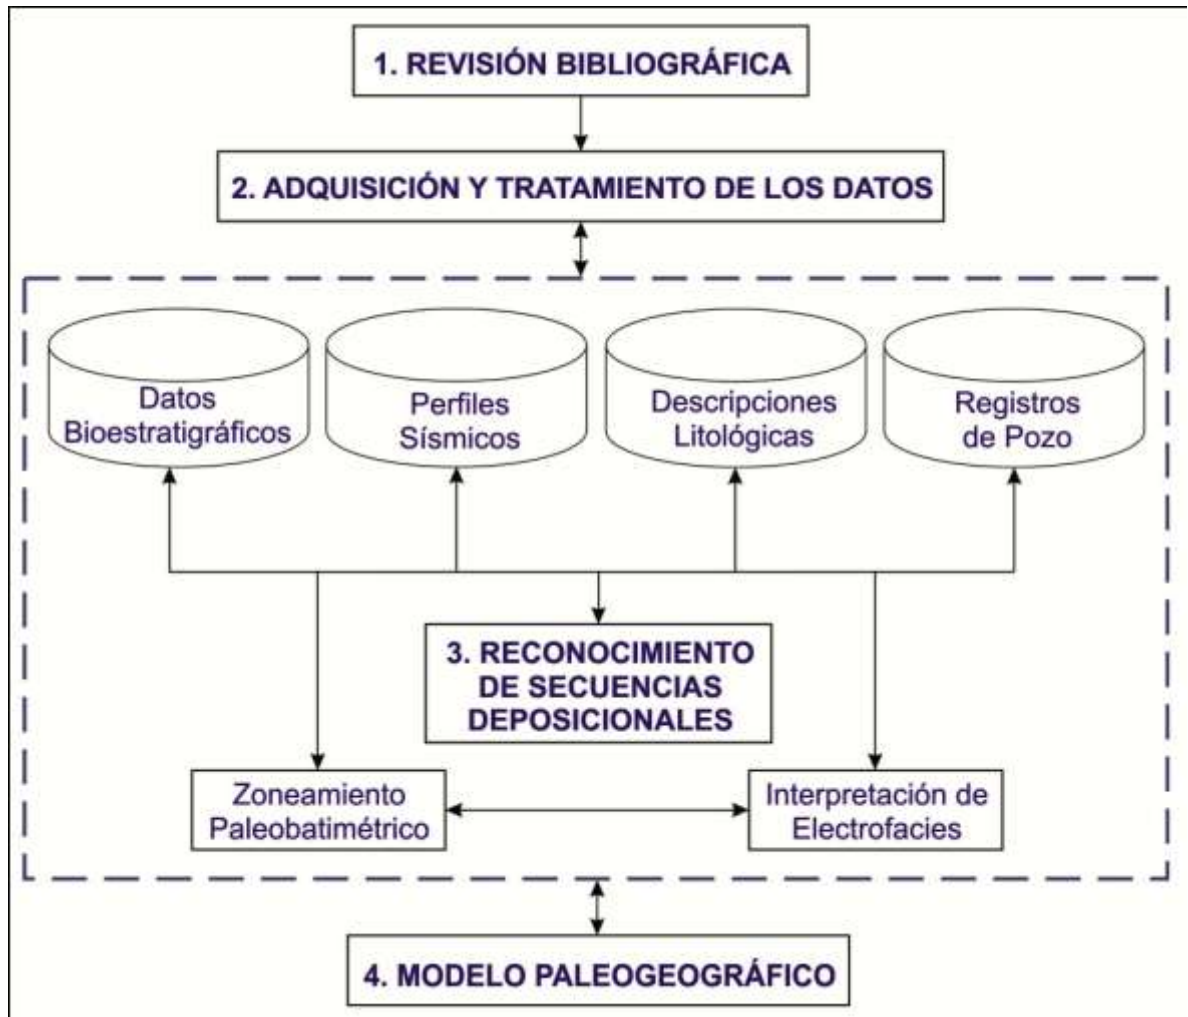 1. REVISIÓN BIBLIOGRÁFICA
2. ADQUISICIÓN Y TRATAMIENTO DE LOS DATOS
Datos
Bioestratigráficos
Perfiles
Sísmicos
Descripciones
Litológicas
Registros
de Pozo
3. RECONOCIMIENTO
DE SECUENCIAS
DEPOSICIONALES
Zoneamiento
Paleobatimétrico
Interpretación de
Electrofacies
4. MODELO PALEOGEOGRÁFICO